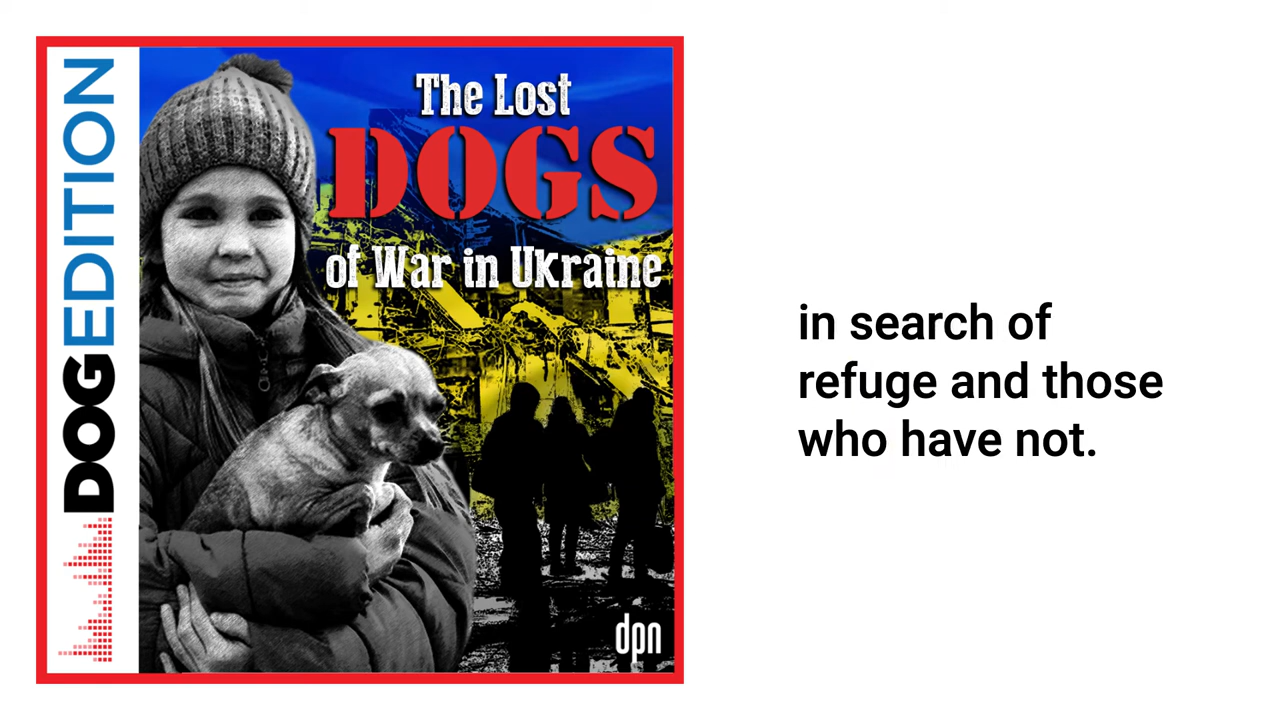 DOGEDITION
The Lost
DOGS
of War in Ukraine
dpn
in search of
refuge and those
who have not.